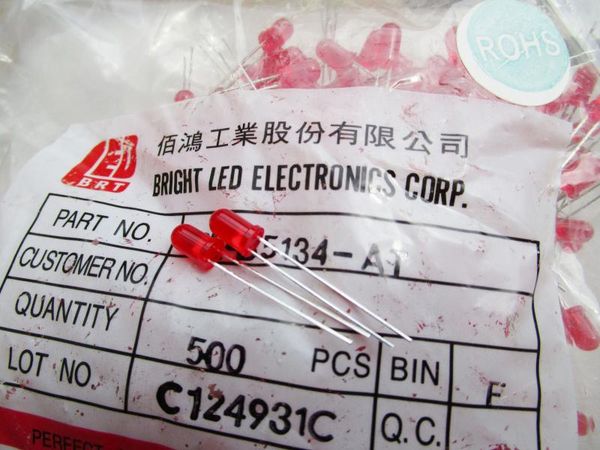 ROHS
佰鴻工業股份有限公司
BRT
BRIGHT LED ELECTRONICS CORP.
PART NO. 5134-A1
CUSTOMER NO.
QUANTITY 500 PCS BIN F
LOT NO. C124931C Q.C.
PERFECT